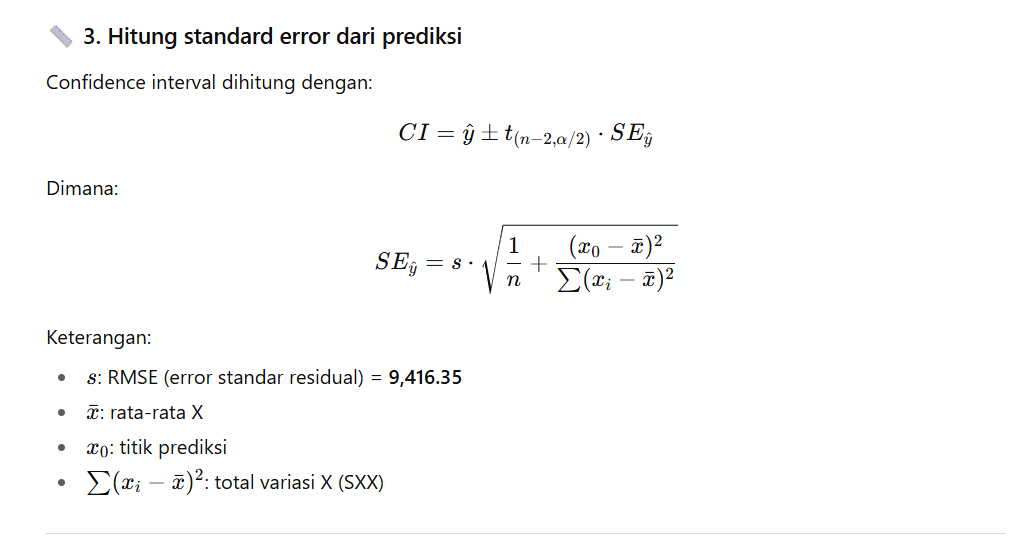 3. Hitung standard error dari prediksi
Confidence interval dihitung dengan:
CI = ŷ ± t₍ₙ₋₂,α/₂₎ · SE_ŷ
Dimana:
SE_ŷ = s · √(1/n + (x₀ − x̄)²/∑(xᵢ − x̄)²)
Keterangan:
• s: RMSE (error standar residual) = 9,416.35
• x̄: rata-rata X
• x₀: titik prediksi
• ∑(xᵢ − x̄)²: total variasi X (SXX)